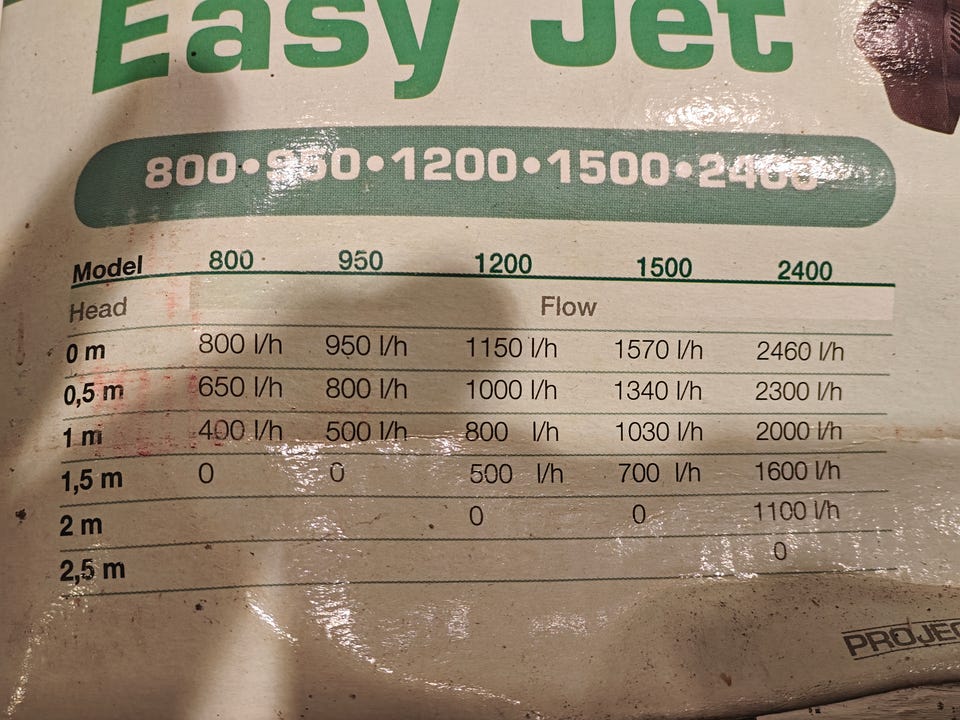 Easy Jet
800•950•1200•1500•2400
Model 800 950 1200 1500 2400
Head Flow
0 m 800 l/h 950 l/h 1150 l/h 1570 l/h 2460 l/h
0,5 m 650 l/h 800 l/h 1000 l/h 1340 l/h 2300 l/h
1 m 400 l/h 500 l/h 800 l/h 1030 l/h 2000 l/h
1,5 m 0 0 500 l/h 700 l/h 1600 l/h
2 m 0 0 1100 l/h
2,5 m 0